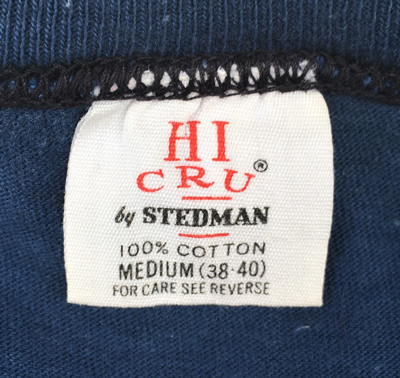 HI
CRU®
by STEDMAN
100% COTTON
MEDIUM (38-40)
FOR CARE SEE REVERSE